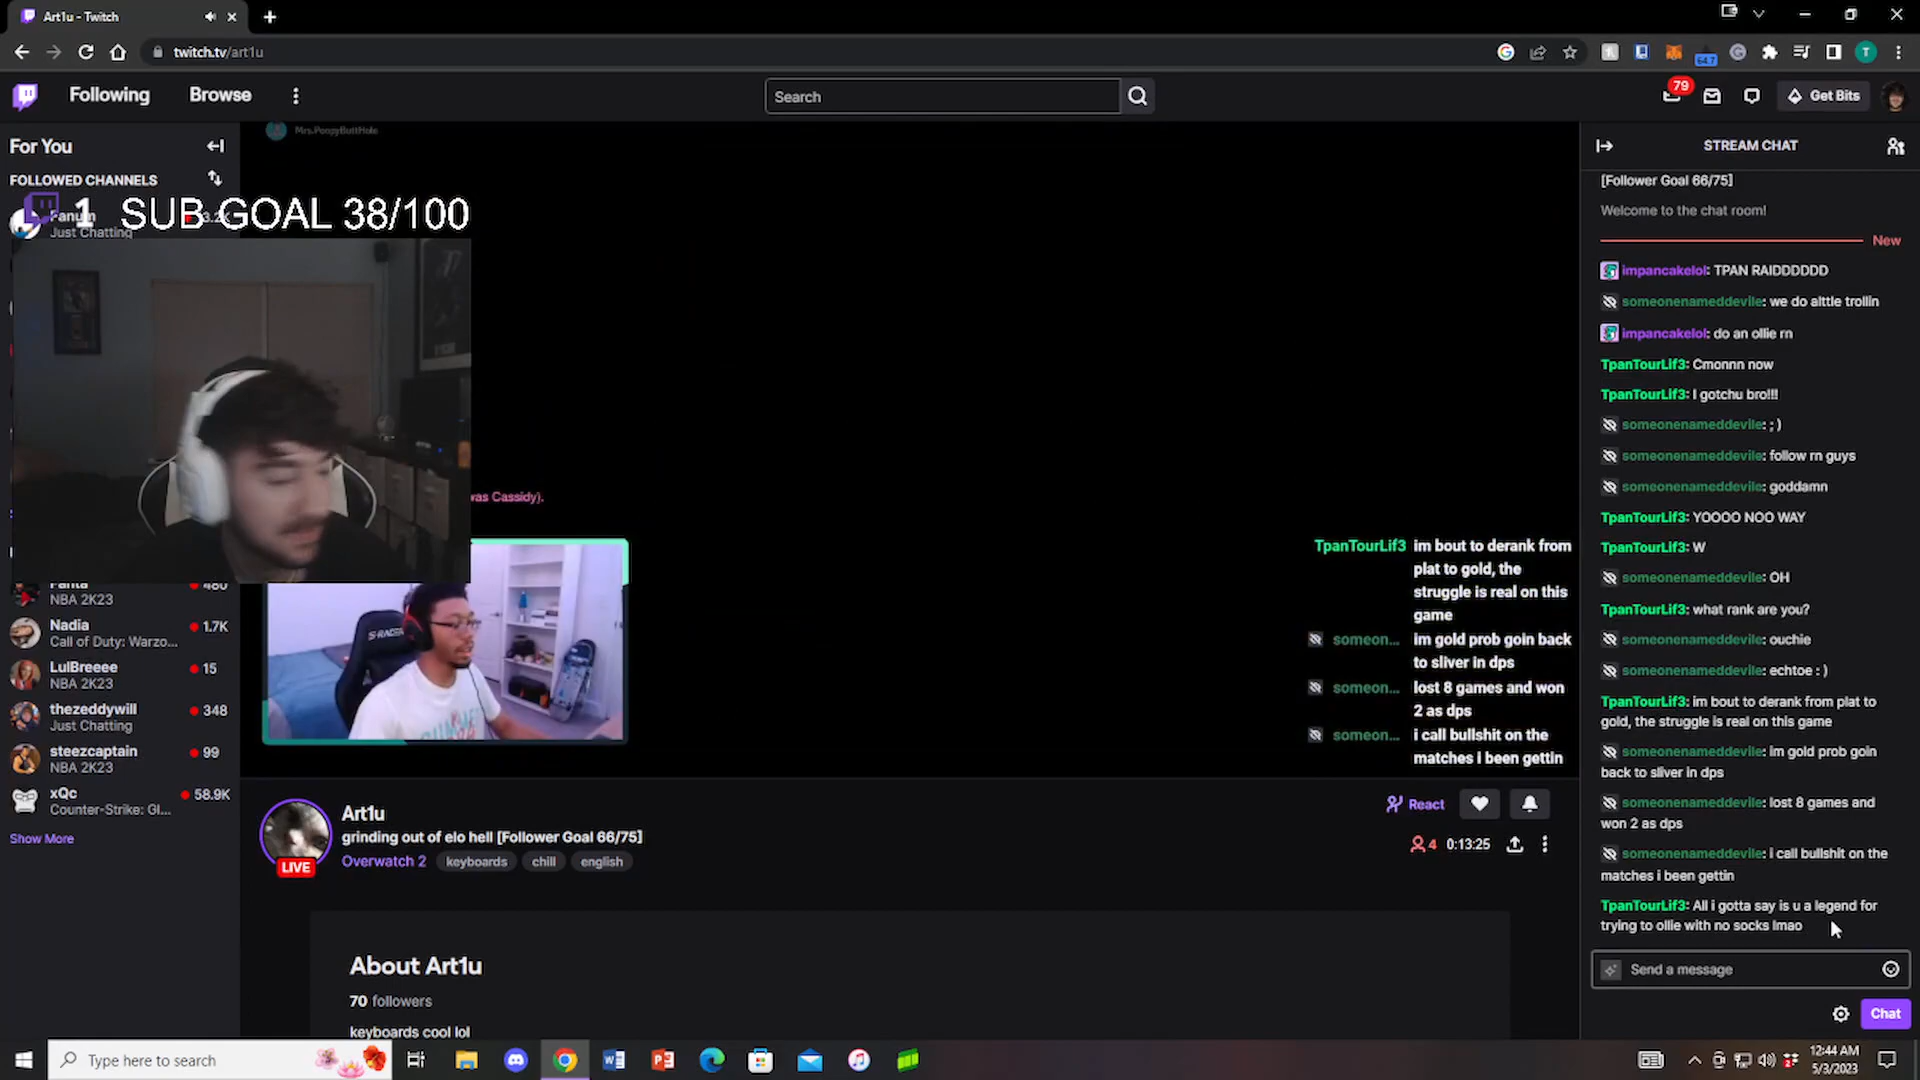 Art1u - Twitch
twitch.tv/art1u
64.7
T
Following
Browse
Search
79
Get Bits
For You
FOLLOWED CHANNELS
Mrs.PoopyButtHole
Fanum
Just Chatting
1 SUB GOAL 38/100
was Cassidy).
NBA 2K23
480
Nadia
Call of Duty: Warzo...
1.7K
LulBreeee
NBA 2K23
15
thezeddywill
Just Chatting
348
steezcaptain
NBA 2K23
99
xQc
Counter-Strike: Gl...
58.9K
Show More
S-RACER
TpanTourLif3 im bout to derank from
plat to gold, the
struggle is real on this
game
someon... im gold prob goin back
to sliver in dps
someon... lost 8 games and won
2 as dps
someon... i call bullshit on the
matches i been gettin
Art1u
grinding out of elo hell [Follower Goal 66/75]
Overwatch 2 keyboards chill english
LIVE
React
4 0:13:25
About Art1u
70 followers
keyboards cool lol
STREAM CHAT
[Follower Goal 66/75]
Welcome to the chat room!
New
impancakelol: TPAN RAIDDDDDD
someonenameddevile: we do alttle trollin
impancakelol: do an ollie rn
TpanTourLif3: Cmonnn now
TpanTourLif3: I gotchu bro!!!
someonenameddevile: ; )
someonenameddevile: follow rn guys
someonenameddevile: goddamn
TpanTourLif3: YOOOO NOO WAY
TpanTourLif3: W
someonenameddevile: OH
TpanTourLif3: what rank are you?
someonenameddevile: ouchie
someonenameddevile: echtoe : )
TpanTourLif3: im bout to derank from plat to
gold, the struggle is real on this game
someonenameddevile: im gold prob goin
back to sliver in dps
someonenameddevile: lost 8 games and
won 2 as dps
someonenameddevile: i call bullshit on the
matches i been gettin
TpanTourLif3: All i gotta say is u a legend for
trying to ollie with no socks lmao
Send a message
Chat
Type here to search
12:44 AM
5/3/2023